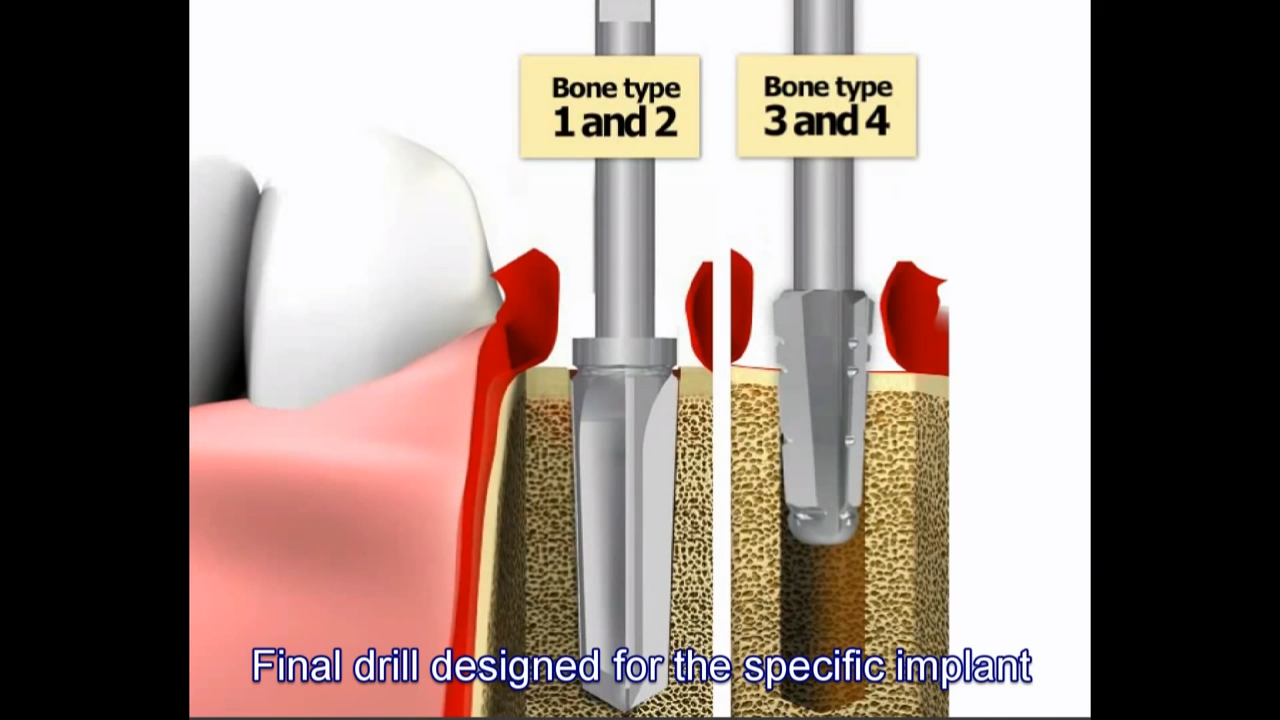 Bone type
1 and 2
Bone type
3 and 4
Final drill designed for the specific implant